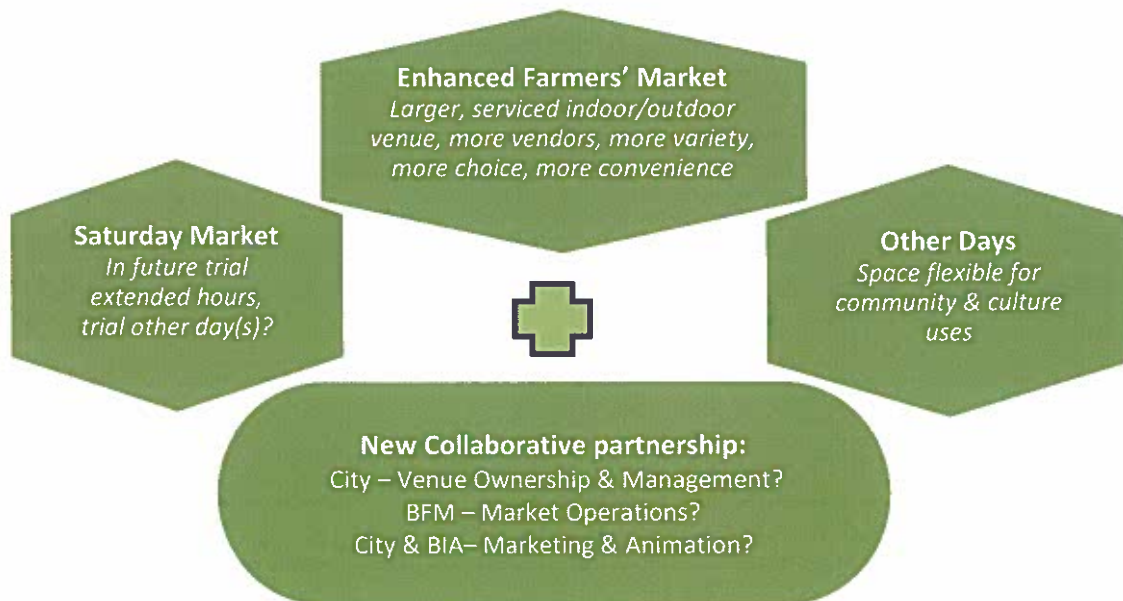 Enhanced Farmers' Market
Larger, serviced indoor/outdoor
venue, more vendors, more variety,
more choice, more convenience
Saturday Market
In future trial
extended hours,
trial other day(s)?
Other Days
Space flexible for
community & culture
uses
New Collaborative partnership:
City – Venue Ownership & Management?
BFM – Market Operations?
City & BIA– Marketing & Animation?